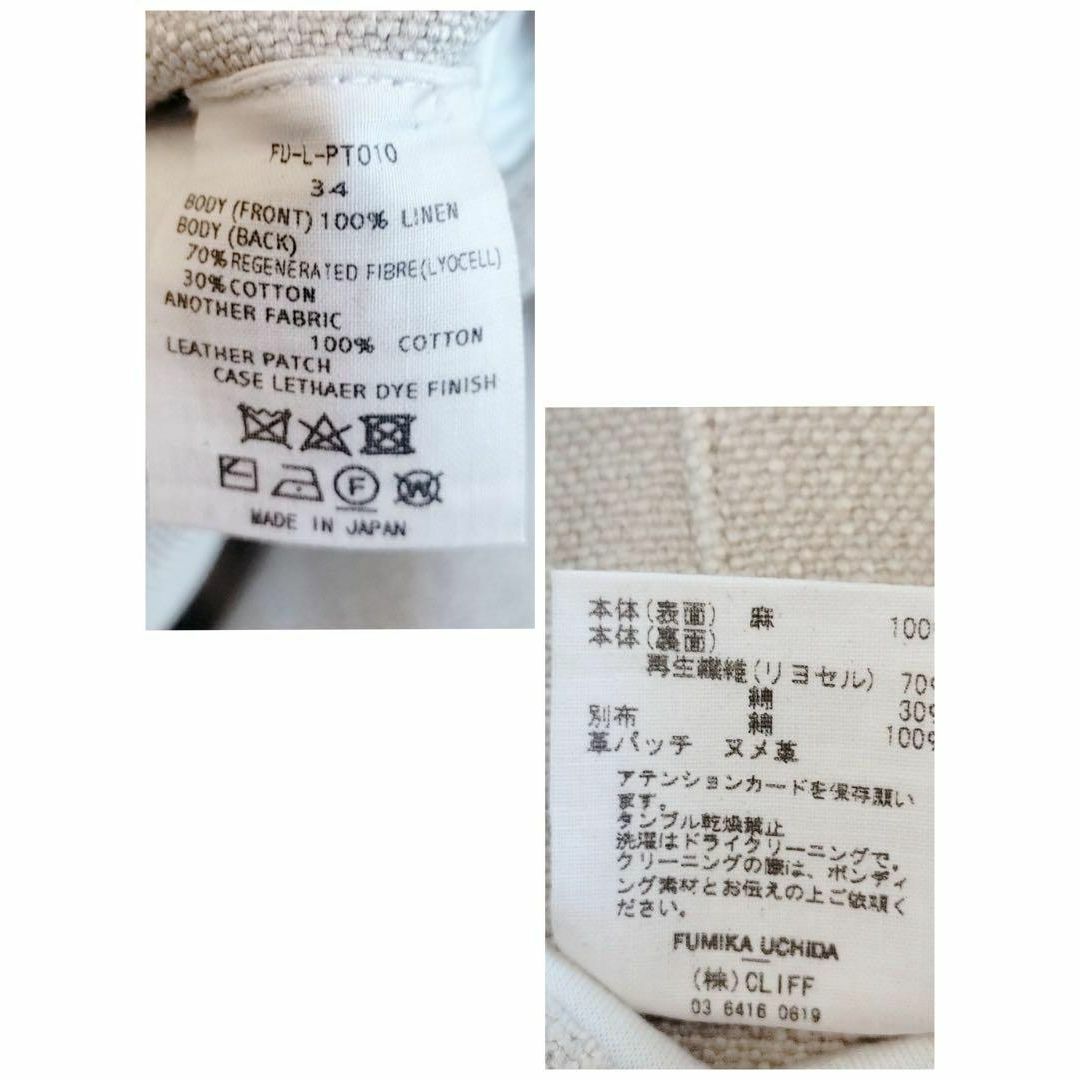 FU-L-PT010
34
BODY (FRONT) 100% LINEN
BODY (BACK)
70% REGENERATED FIBRE(LYOCELL)
30% COTTON
ANOTHER FABRIC
100% COTTON
LEATHER PATCH
CASE LETHAER DYE FINISH
F W
MADE IN JAPAN
本体(表面) 麻 100
本体(裏面)
再生繊維(リヨセル) 70%
綿 30%
別布 綿 100%
革パッチ ヌメ革
アテンションカードを保存願い
ます。
タンブル乾燥禁止
洗濯はドライクリーニングで。
クリーニングの際は、ボンディ
ング素材とお伝えの上ご依頼く
ださい。
FUMIKA UCHIDA
(株)CLIFF
03 6416 0619